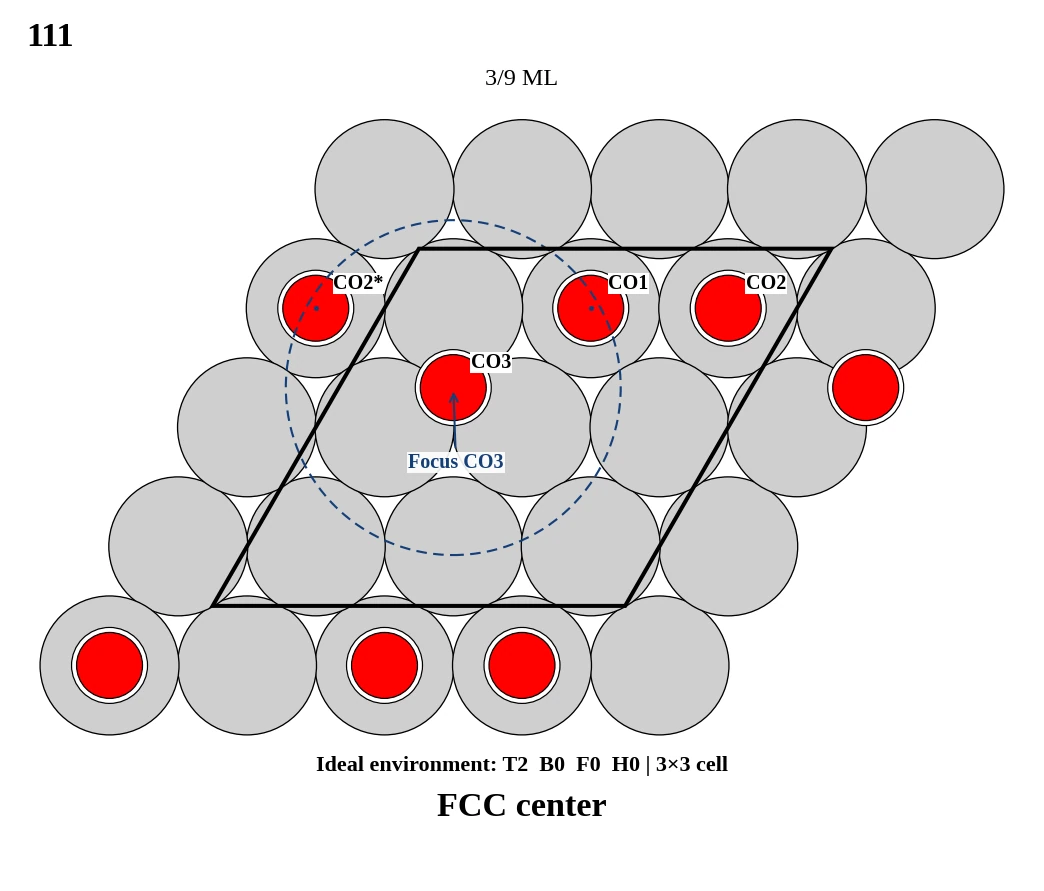 111
3/9 ML
CO2*
CO1
CO2
CO3
Focus CO3
Ideal environment: T2  B0  F0  H0 | 3×3 cell
FCC center